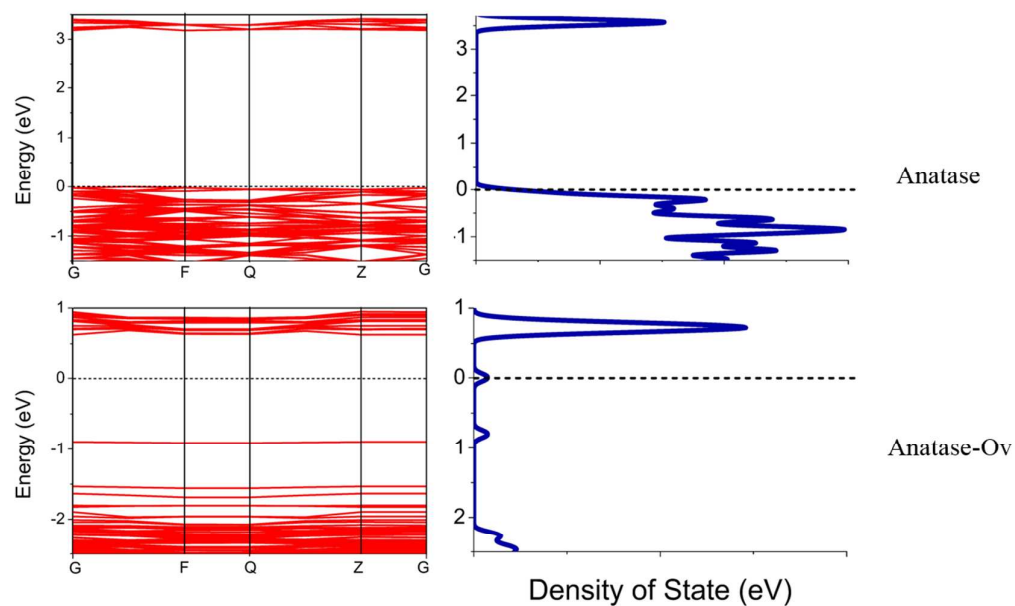 Energy (eV)
3
2
1
0
-1
G F Q Z G
3
2
1
0
-1
Anatase
Energy (eV)
1
0
-1
-2
G F Q Z G
1
0
1
2
Anatase-Ov
Density of State (eV)